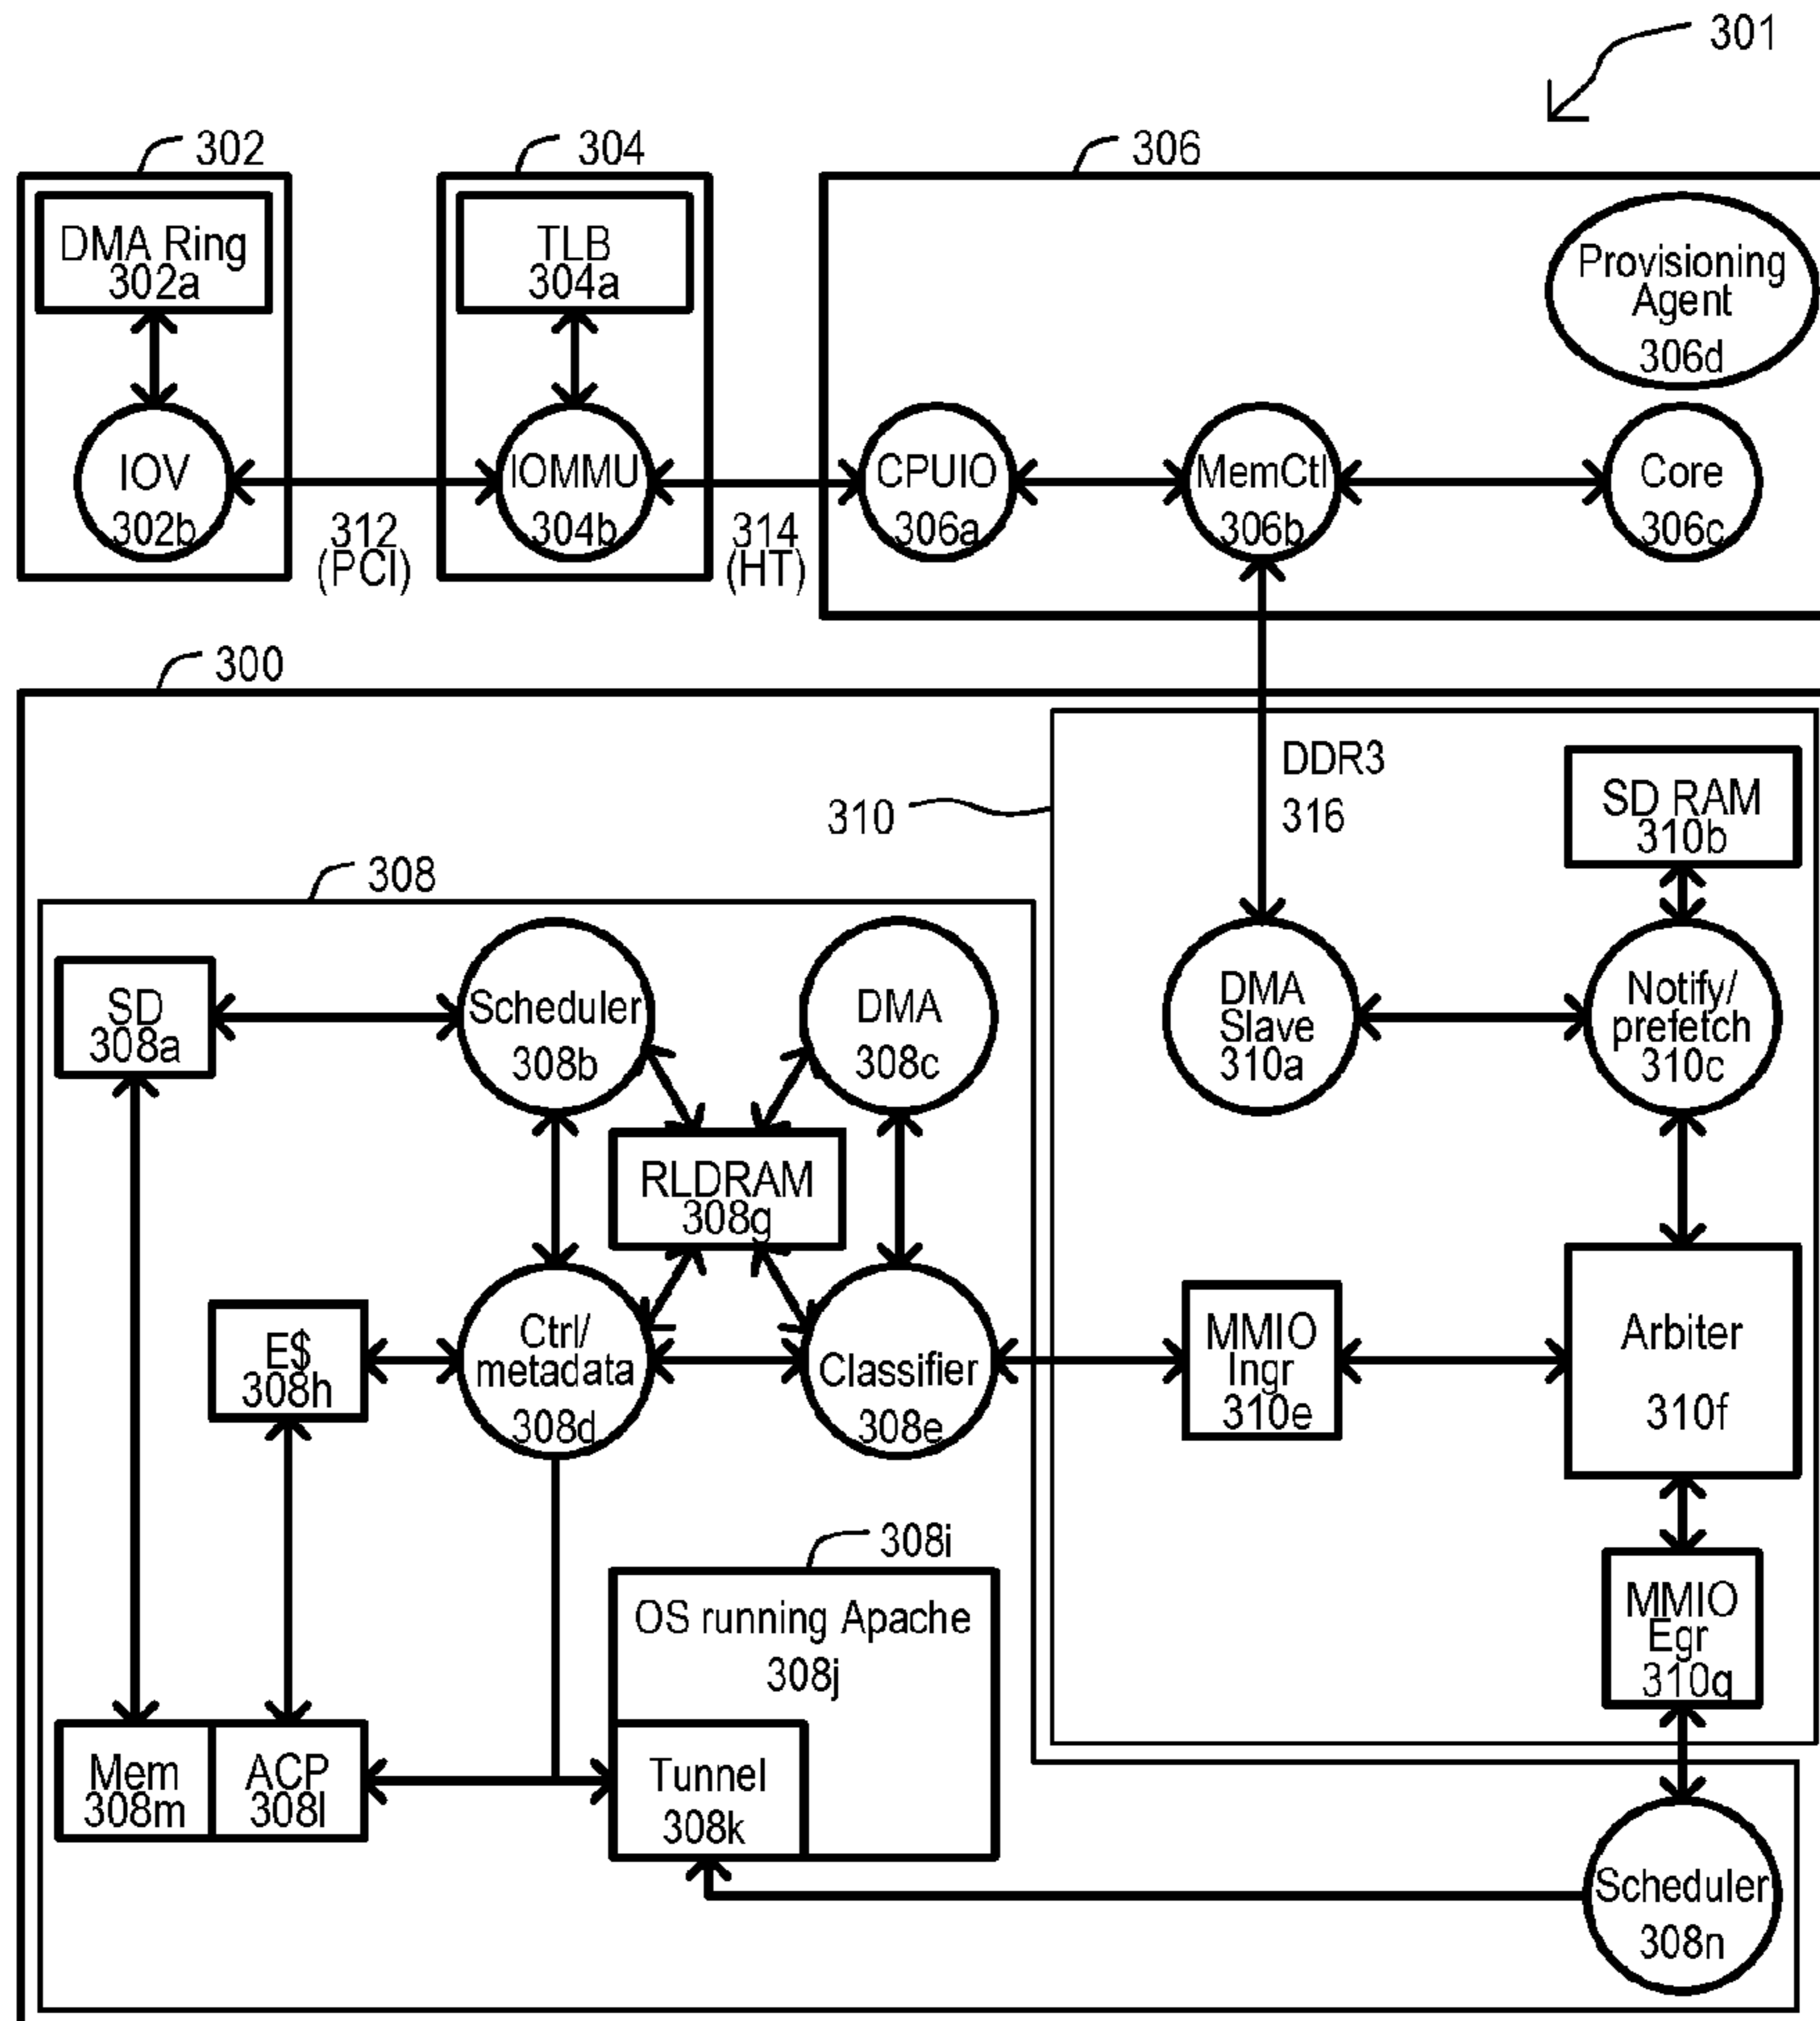 301
302
304
306
DMA Ring
302a
TLB
304a
Provisioning
Agent
306d
IOV
302b
312
(PCI)
IOMMU
304b
314
(HT)
CPUIO
306a
MemCtl
306b
Core
306c
300
DDR3
316
310
SD RAM
310b
308
SD
308a
Scheduler
308b
DMA
308c
DMA
Slave
310a
Notify/
prefetch
310c
RLDRAM
308g
E$
308h
Ctrl/
metadata
308d
Classifier
308e
MMIO
Ingr
310e
Arbiter
310f
308i
OS running Apache
308j
MMIO
Egr
310g
Mem
308m
ACP
308l
Tunnel
308k
Scheduler
308n